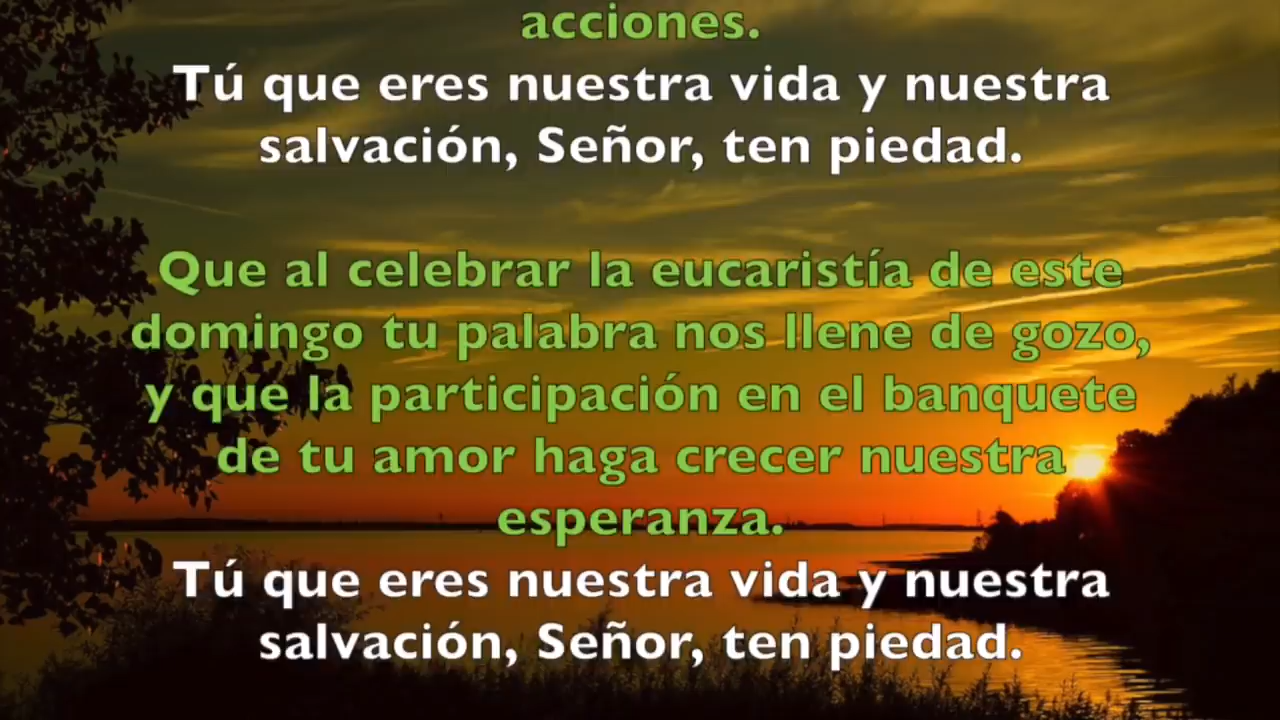 acciones.
Tú que eres nuestra vida y nuestra
salvación, Señor, ten piedad.
Que al celebrar la eucaristía de este
domingo tu palabra nos llene de gozo,
y que la participación en el banquete
de tu amor haga crecer nuestra
esperanza.
Tú que eres nuestra vida y nuestra
salvación, Señor, ten piedad.